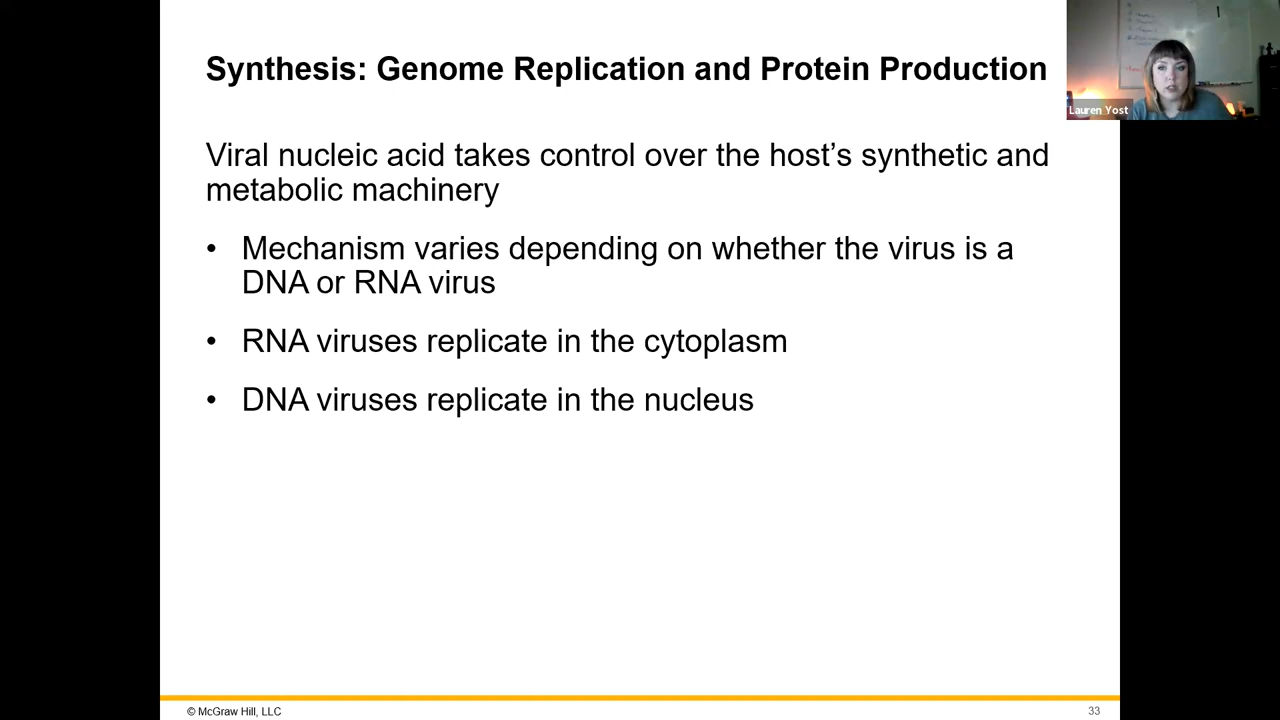 Synthesis: Genome Replication and Protein Production
Lauren Yost
Viral nucleic acid takes control over the host’s synthetic and
metabolic machinery
• Mechanism varies depending on whether the virus is a
DNA or RNA virus
• RNA viruses replicate in the cytoplasm
• DNA viruses replicate in the nucleus
© McGraw Hill, LLC
33